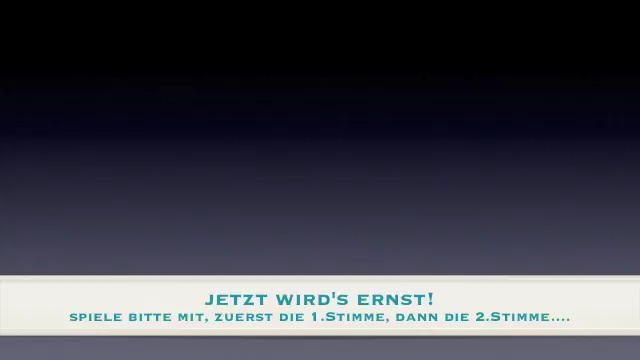 JETZT WIRD'S ERNST!
SPIELE BITTE MIT, ZUERST DIE 1.STIMME, DANN DIE 2.STIMME....